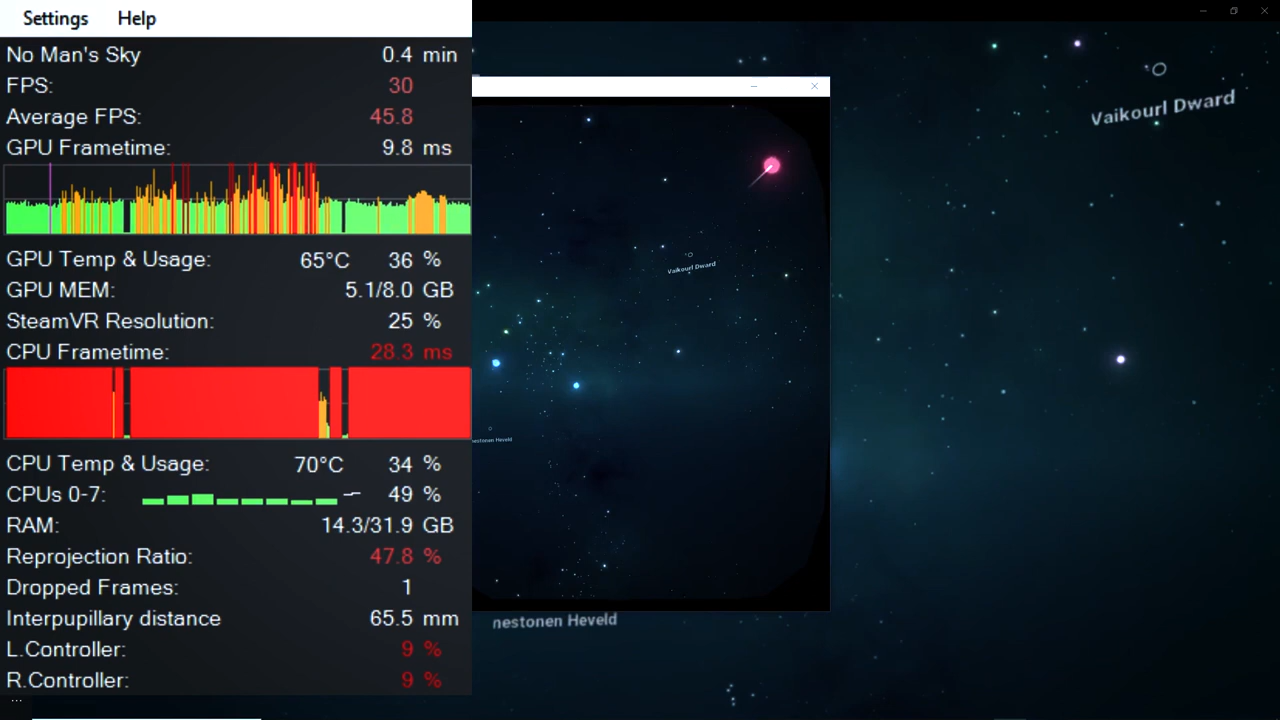 Settings Help
No Man's Sky 0.4 min
FPS: 30
Average FPS: 45.8
GPU Frametime: 9.8 ms
GPU Temp & Usage: 65°C 36 %
GPU MEM: 5.1/8.0 GB
SteamVR Resolution: 25 %
CPU Frametime: 28.3 ms
CPU Temp & Usage: 70°C 34 %
CPUs 0-7: 49 %
RAM: 14.3/31.9 GB
Reprojection Ratio: 47.8 %
Dropped Frames: 1
Interpupillary distance 65.5 mm
L.Controller: 9 %
R.Controller: 9 %
...
Vaikourl Dward
Vaikourl Dward
nestonen Heveld
nestonen Heveld